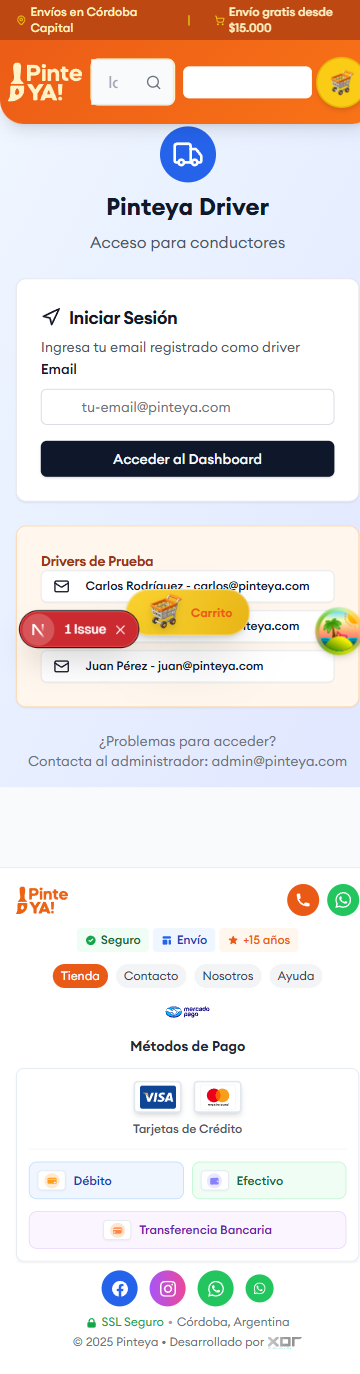 Envíos en Córdoba
Capital
|
Envío gratis desde
$15.000
Pinte
YA!
Pinteya Driver
Acceso para conductores
Iniciar Sesión
Ingresa tu email registrado como driver
Email
tu-email@pinteya.com
Acceder al Dashboard
Drivers de Prueba
Carlos Rodríguez - carlos@pinteya.com
Carrito
N
1 Issue
teya.com
Juan Pérez - juan@pinteya.com
¿Problemas para acceder?
Contacta al administrador: admin@pinteya.com
Pinte
YA!
Seguro
Envío
+15 años
Tienda
Contacto
Nosotros
Ayuda
mercado
pago
Métodos de Pago
VISA
Tarjetas de Crédito
Débito
Efectivo
Transferencia Bancaria
SSL Seguro • Córdoba, Argentina
© 2025 Pinteya • Desarrollado por XOR